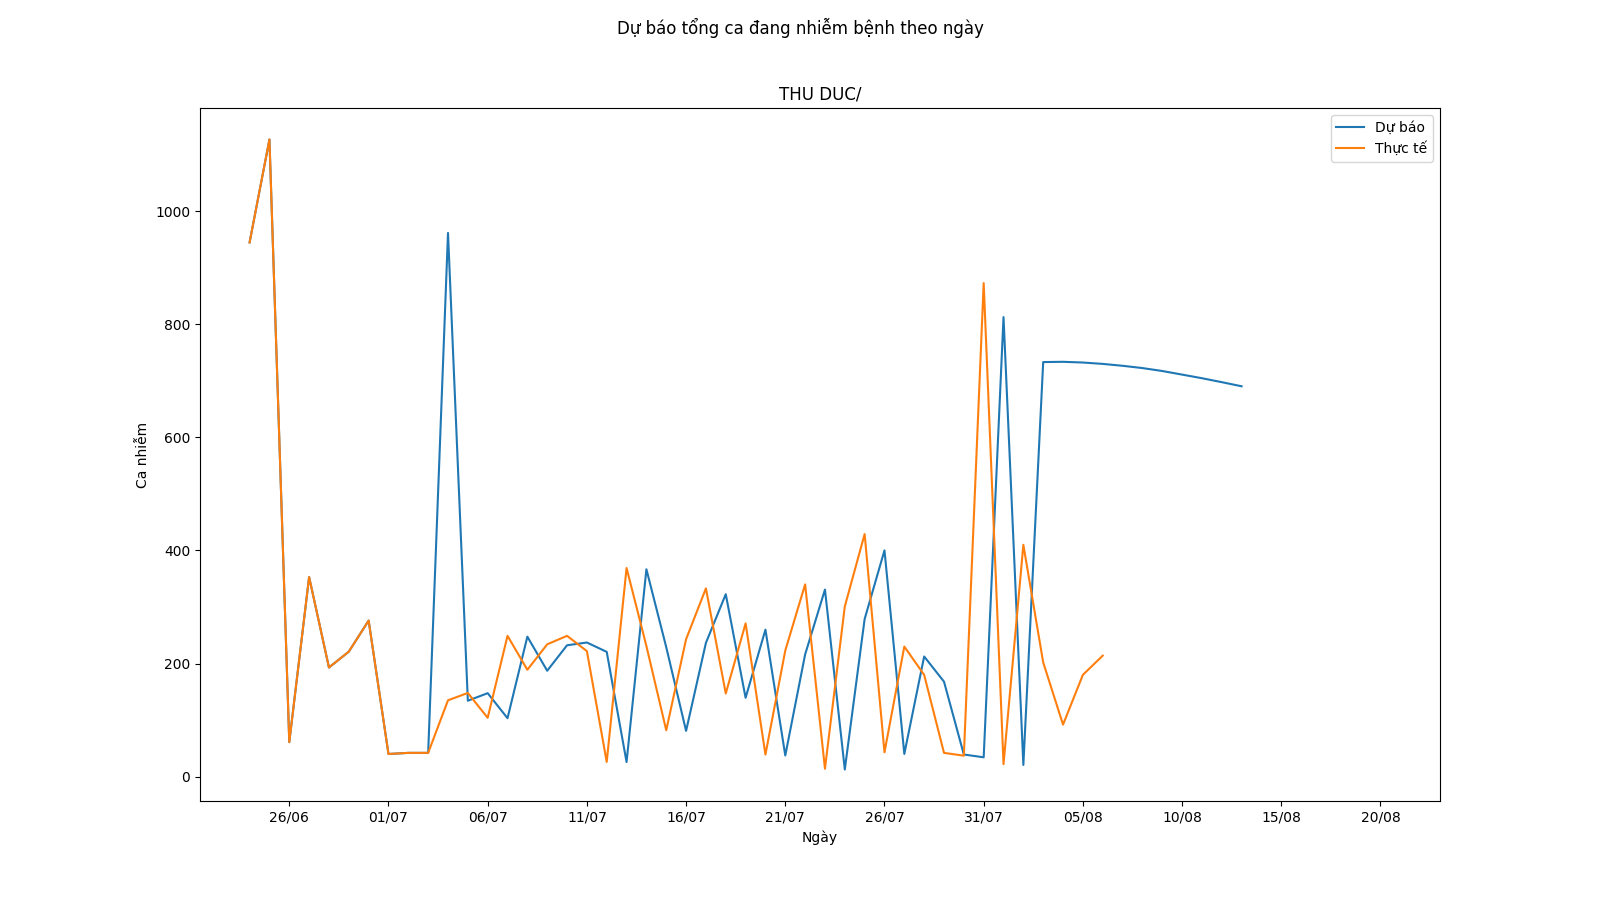 Dự báo tổng ca đang nhiễm bệnh theo ngày
THU DUC/
Dự báo
Thực tế
1000
800
600
400
200
0
Ca nhiễm
26/06 01/07 06/07 11/07 16/07 21/07 26/07 31/07 05/08 10/08 15/08 20/08
Ngày